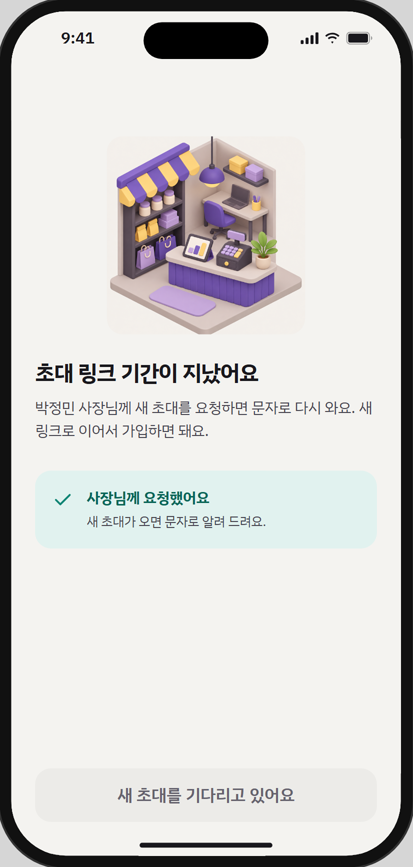 9:41
초대 링크 기간이 지났어요
박정민 사장님께 새 초대를 요청하면 문자로 다시 와요. 새
링크로 이어서 가입하면 돼요.
사장님께 요청했어요
새 초대가 오면 문자로 알려 드려요.
새 초대를 기다리고 있어요